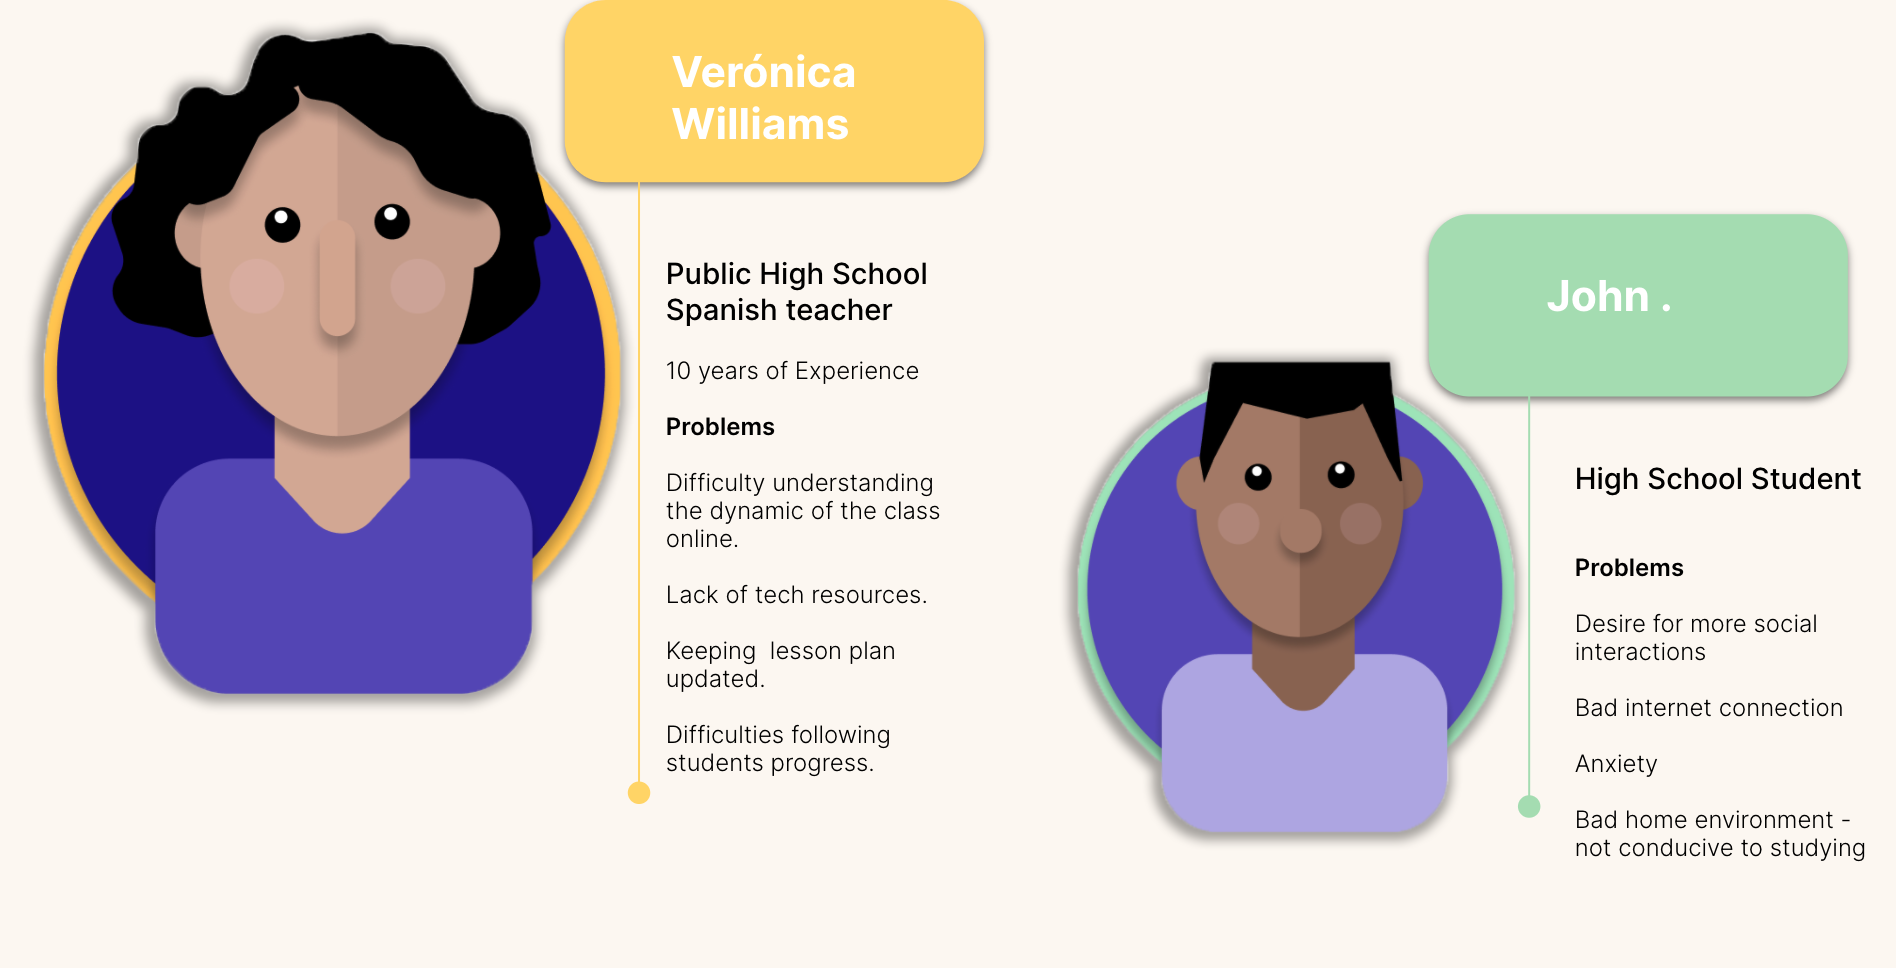 Verónica
Williams
Public High School
Spanish teacher
10 years of Experience
Problems
Difficulty understanding
the dynamic of the class
online.
Lack of tech resources.
Keeping  lesson plan
updated.
Difficulties following
students progress.
John .
High School Student
Problems
Desire for more social
interactions
Bad internet connection
Anxiety
Bad home environment -
not conducive to studying